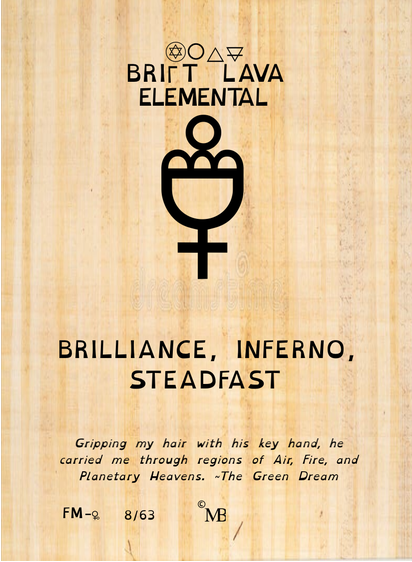 BRIGT LAVA
ELEMENTAL
BRILLIANCE, INFERNO,
STEADFAST
Gripping my hair with his key hand, he
carried me through regions of Air, Fire, and
Planetary Heavens. ~The Green Dream
FM-♀ 8/63 © MB